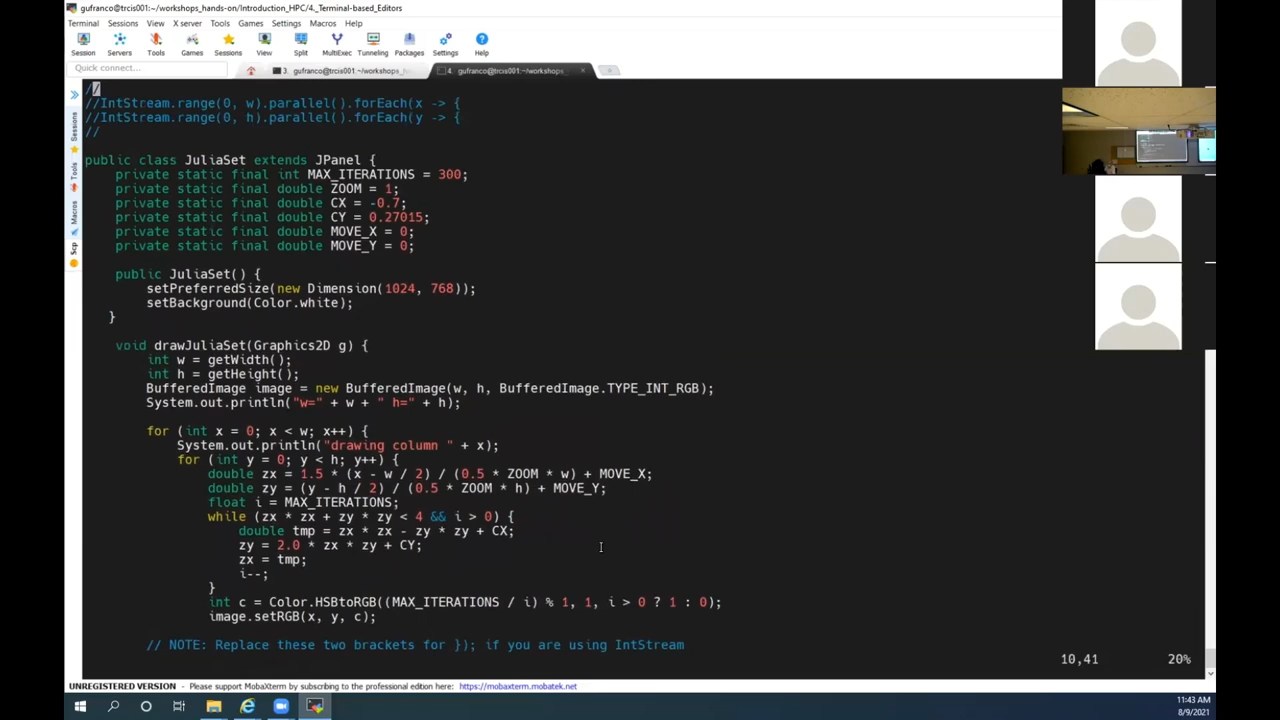 gufranco@trcis001:~/workshops_hands-on/Introduction_HPC/4._Terminal-based_Editors
Terminal Sessions View X server Tools Games Settings Macros Help
Session Servers Tools Games Sessions View Split MultiExec Tunneling Packages Settings Help
Quick connect...
3. gufranco@trcis001:~/workshops_h
4. gufranco@trcis001:~/workshops_
Sessions
Tools
Macros
Scp
//
//IntStream.range(0, w).parallel().forEach(x -> {
//IntStream.range(0, h).parallel().forEach(y -> {
//
public class JuliaSet extends JPanel {
private static final int MAX_ITERATIONS = 300;
private static final double ZOOM = 1;
private static final double CX = -0.7;
private static final double CY = 0.27015;
private static final double MOVE_X = 0;
private static final double MOVE_Y = 0;
public JuliaSet() {
setPreferredSize(new Dimension(1024, 768));
setBackground(Color.white);
}
void drawJuliaSet(Graphics2D g) {
int w = getWidth();
int h = getHeight();
BufferedImage image = new BufferedImage(w, h, BufferedImage.TYPE_INT_RGB);
System.out.println("w=" + w + " h=" + h);
for (int x = 0; x < w; x++) {
System.out.println("drawing column " + x);
for (int y = 0; y < h; y++) {
double zx = 1.5 * (x - w / 2) / (0.5 * ZOOM * w) + MOVE_X;
double zy = (y - h / 2) / (0.5 * ZOOM * h) + MOVE_Y;
float i = MAX_ITERATIONS;
while (zx * zx + zy * zy < 4 && i > 0) {
double tmp = zx * zx - zy * zy + CX;
zy = 2.0 * zx * zy + CY;
zx = tmp;
i--;
}
int c = Color.HSBtoRGB((MAX_ITERATIONS / i) % 1, 1, i > 0 ? 1 : 0);
image.setRGB(x, y, c);
// NOTE: Replace these two brackets for }); if you are using IntStream
10,41 20%
UNREGISTERED VERSION - Please support MobaXterm by subscribing to the professional edition here: https://mobaxterm.mobatek.net
11:43 AM
8/9/2021